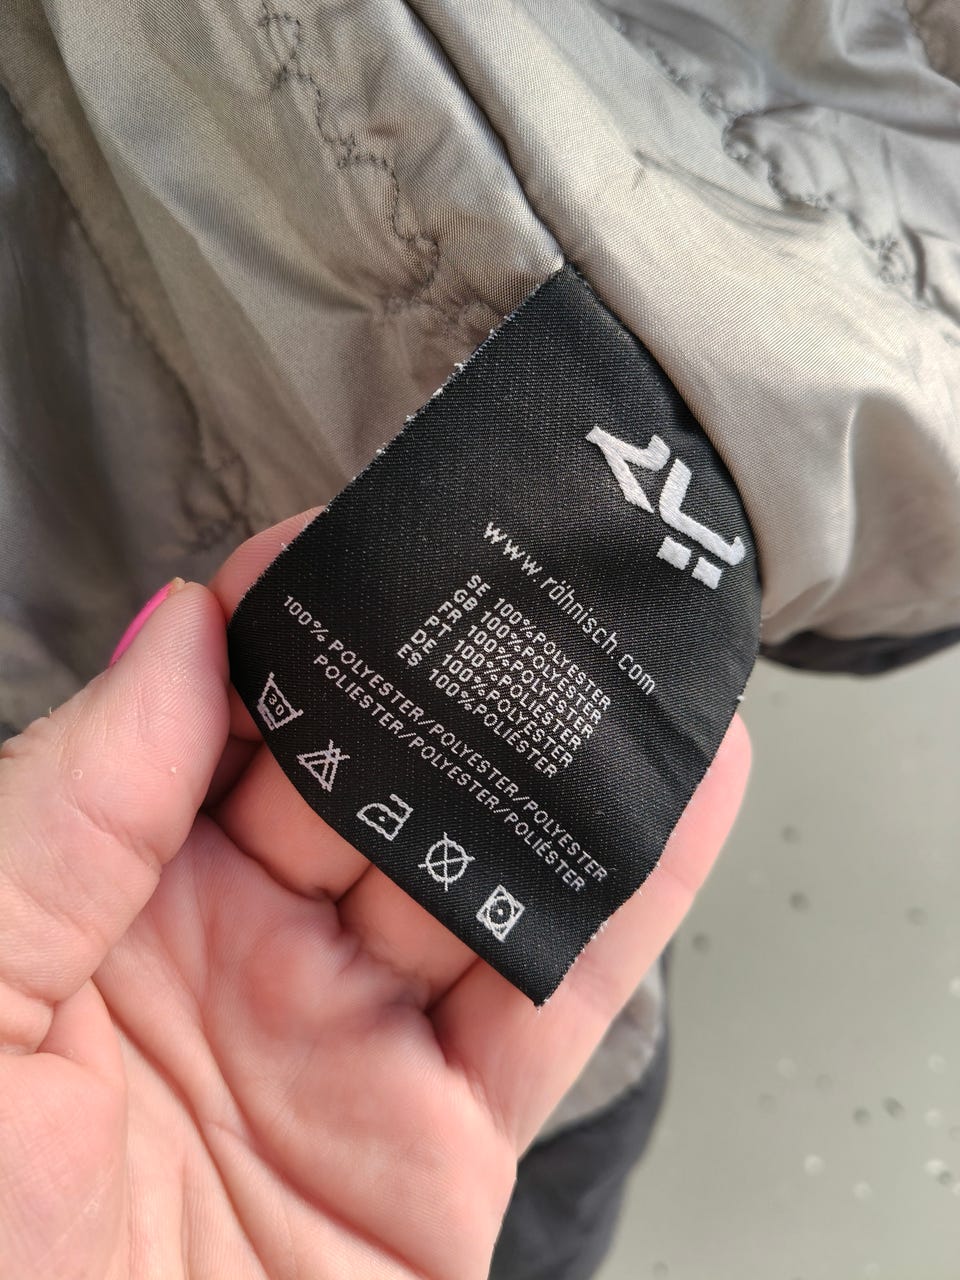 www.röhnisch.com
SE 100%POLYESTER
GB 100%POLYESTER
FR 100%POLYESTER
PT 100%POLYESTER
DE 100%POLYESTER
ES 100%POLIÉSTER
100% POLYESTER/POLYESTER/POLYESTER
POLIESTER/POLYESTER/POLIÉSTER
30